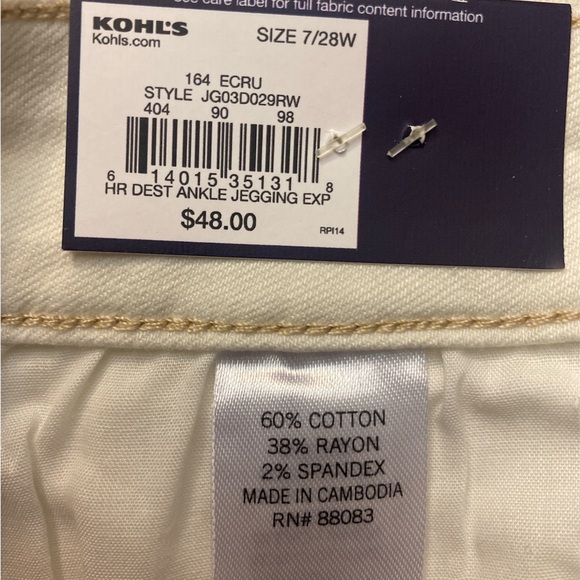 care label for full fabric content information
KOHL'S
Kohls.com
SIZE 7/28W
164 ECRU
STYLE JG03D029RW
404 90 98
6 14015 35131 8
HR DEST ANKLE JEGGING EXP
$48.00
RPI14
60% COTTON
38% RAYON
2% SPANDEX
MADE IN CAMBODIA
RN# 88083